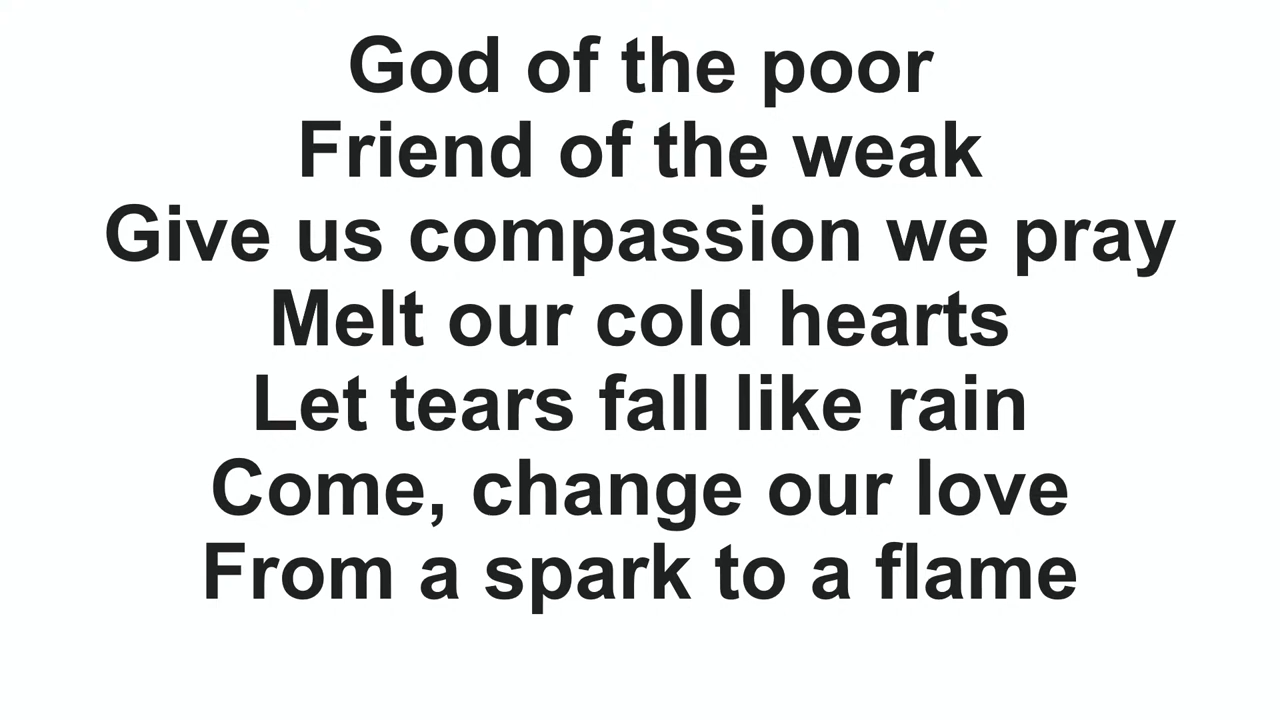 God of the poor
Friend of the weak
Give us compassion we pray
Melt our cold hearts
Let tears fall like rain
Come, change our love
From a spark to a flame